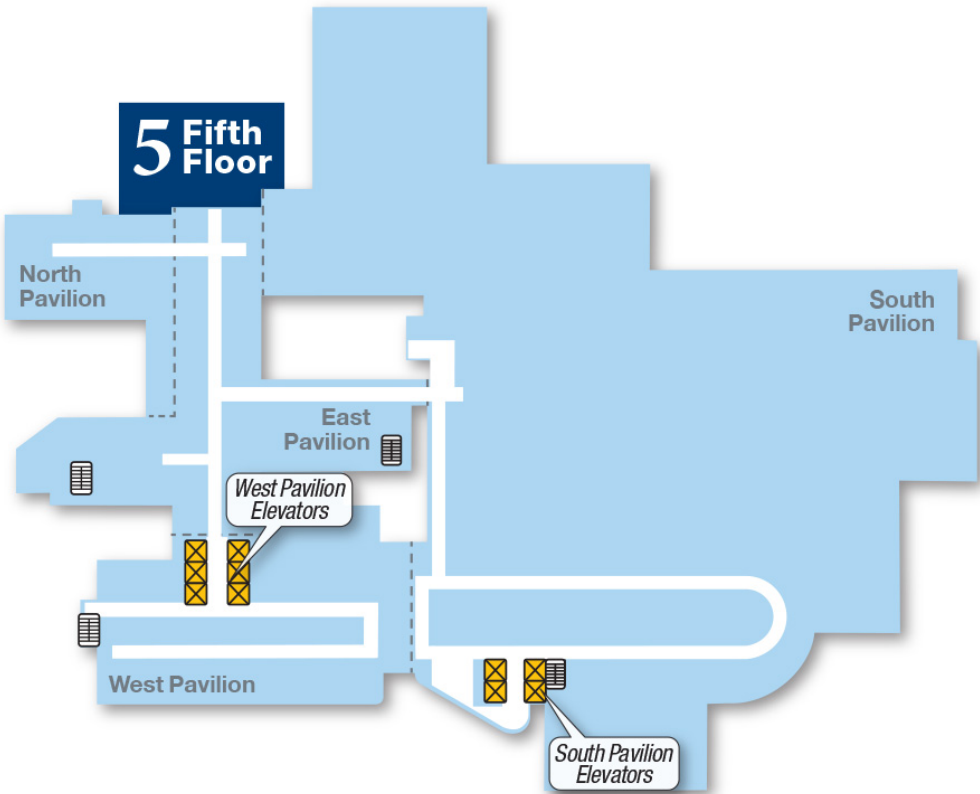 5 Fifth
Floor
North
Pavilion
South
Pavilion
East
Pavilion
West Pavilion
Elevators
West Pavilion
South Pavilion
Elevators